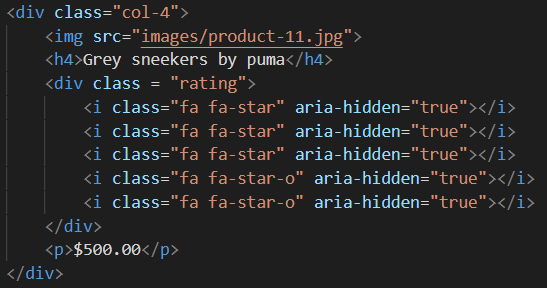 <div class="col-4">
<img src="images/product-11.jpg">
<h4>Grey sneekers by puma</h4>
<div class = "rating">
<i class="fa fa-star" aria-hidden="true"></i>
<i class="fa fa-star" aria-hidden="true"></i>
<i class="fa fa-star" aria-hidden="true"></i>
<i class="fa fa-star-o" aria-hidden="true"></i>
<i class="fa fa-star-o" aria-hidden="true"></i>
</div>
<p>$500.00</p>
</div>